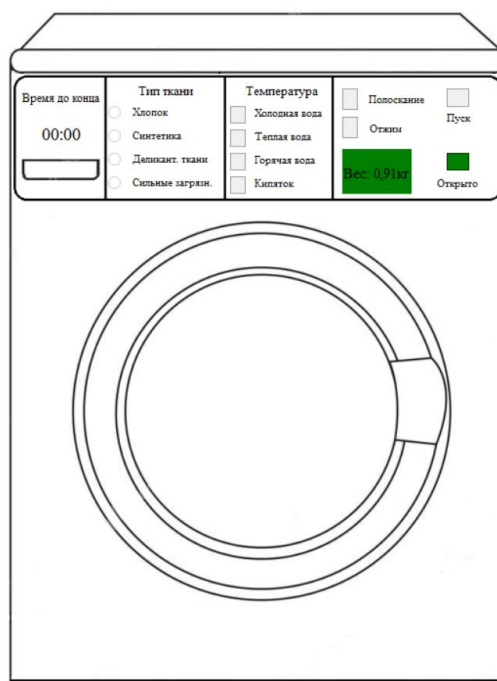 Время до конца
00:00
Тип ткани
Хлопок
Синтетика
Деликант. ткани
Сильные загрязн.
Температура
Холодная вода
Теплая вода
Горячая вода
Кипяток
Полоскание
Отжим
Пуск
Вес: 0,91кг
Открыто